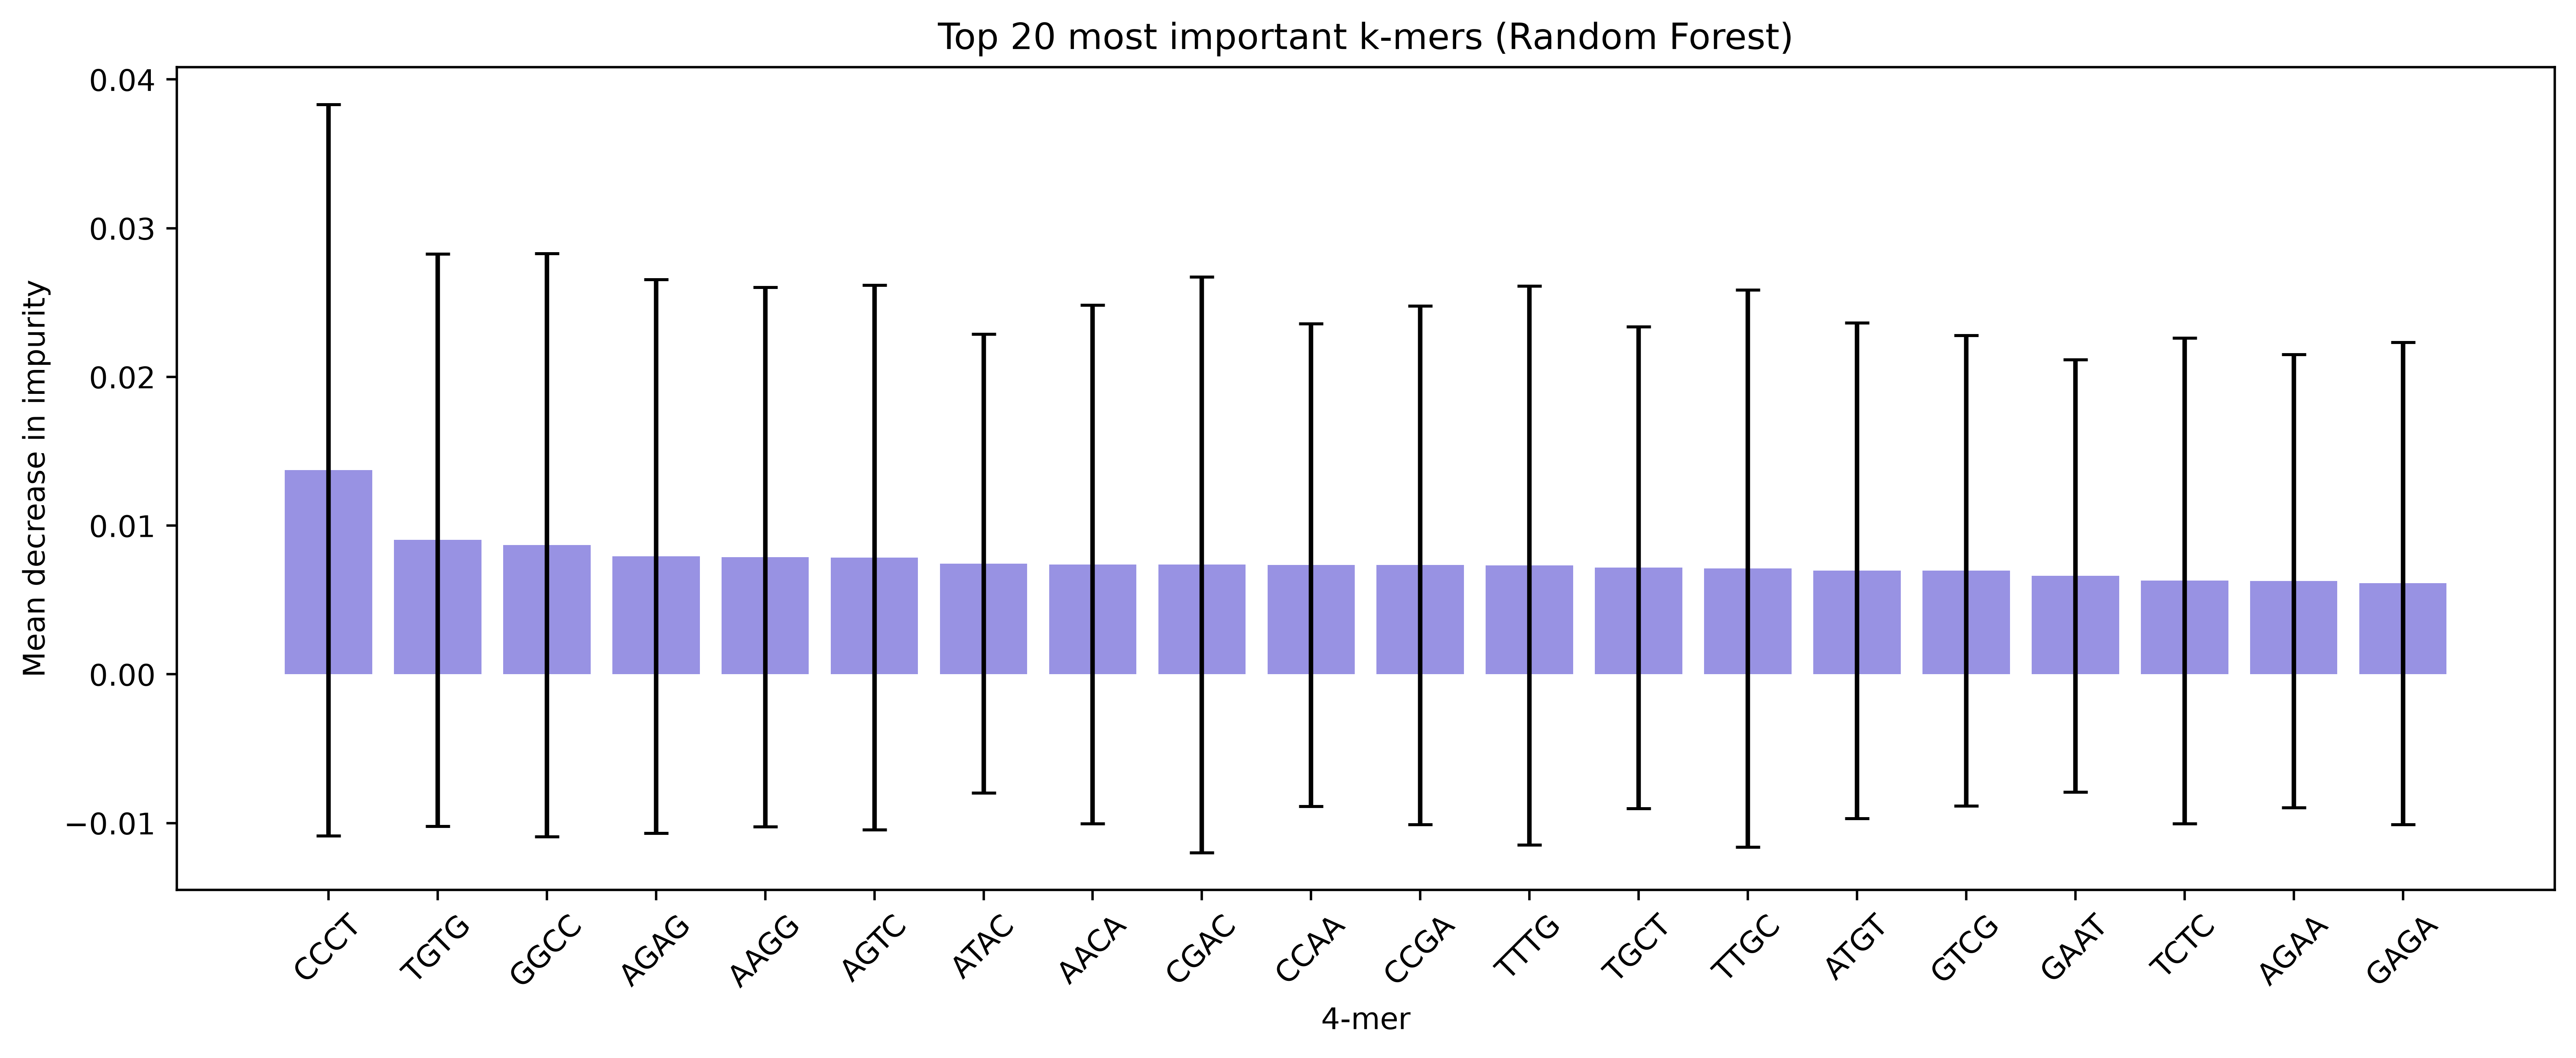 Top 20 most important k-mers (Random Forest)
Mean decrease in impurity
0.04
0.03
0.02
0.01
0.00
−0.01
CCCT
TGTG
GGCC
AGAG
AAGG
AGTC
ATAC
AACA
CGAC
CCAA
CCGA
TTTG
TGCT
TTGC
ATGT
GTCG
GAAT
TCTC
AGAA
GAGA
4-mer